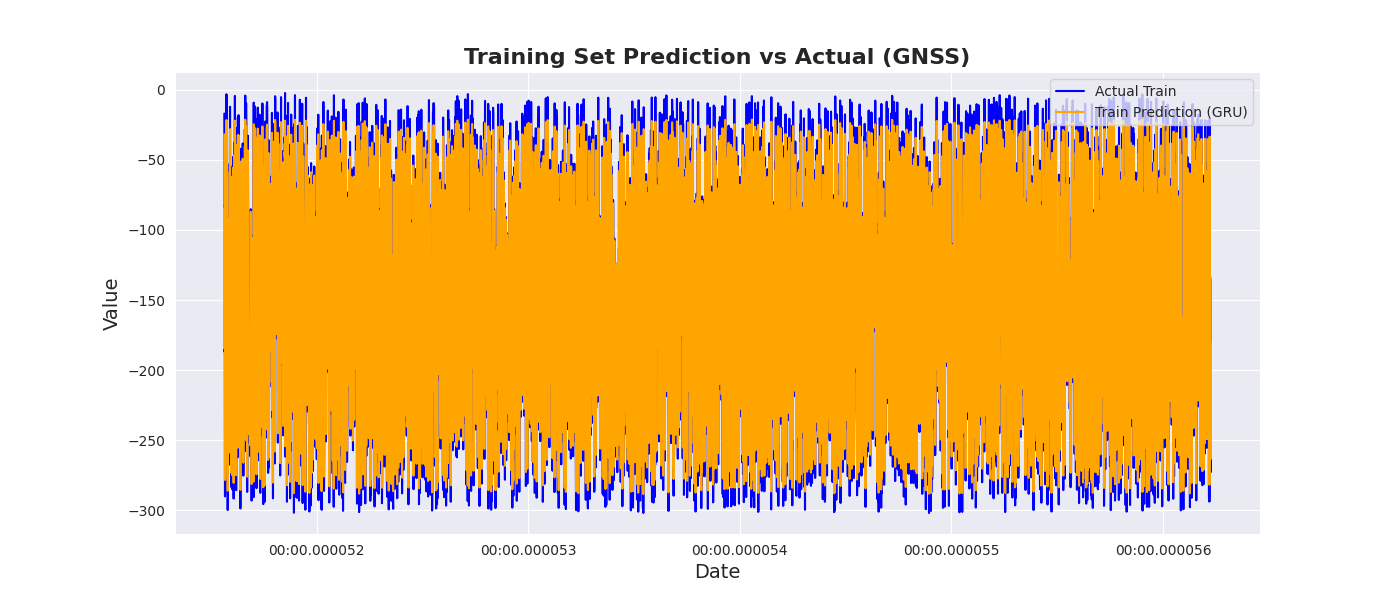 Training Set Prediction vs Actual (GNSS)
Actual Train
Train Prediction (GRU)
Value
0
−50
−100
−150
−200
−250
−300
00:00.000052
00:00.000053
00:00.000054
00:00.000055
00:00.000056
Date